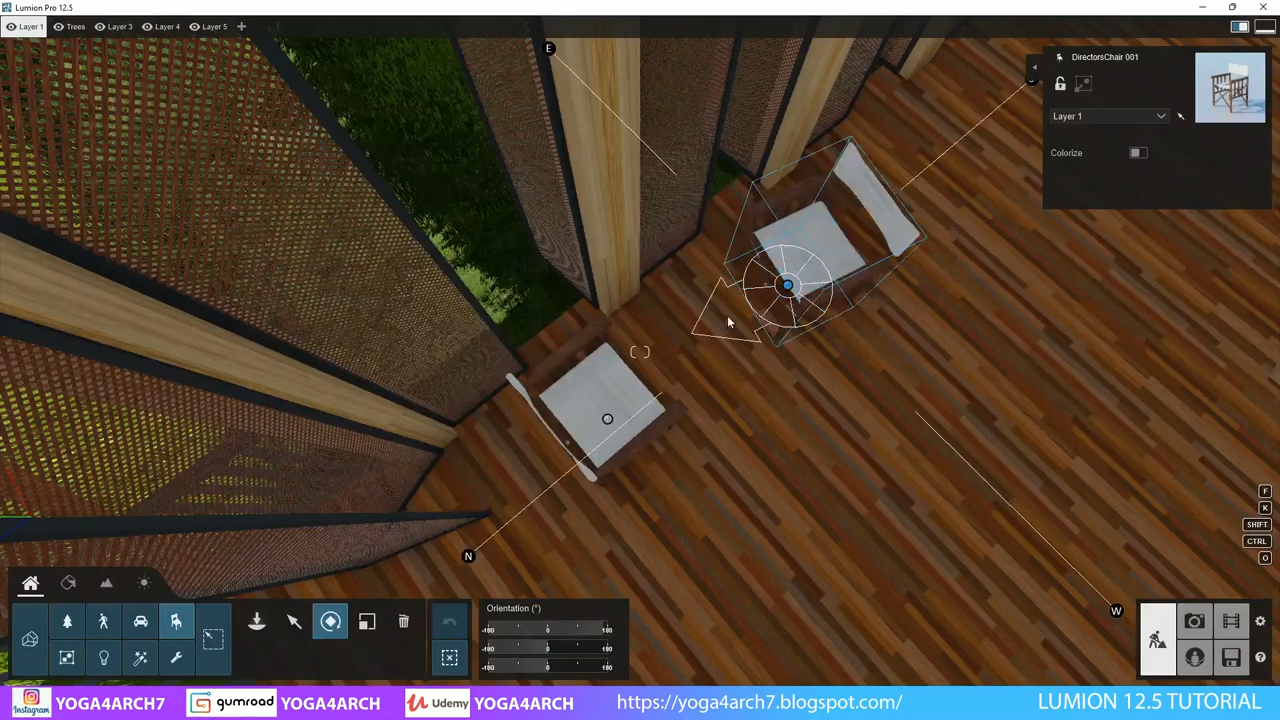 Lumion Pro 12.5
Layer 1 Trees Layer 3 Layer 4 Layer 5
E
DirectorsChair 001
Layer 1
Colorize
N
W
F
K
SHIFT
CTRL
O
Orientation (°)
-180 0 180
-180 0 180
-180 0 180
Instagram YOGA4ARCH7 gumroad YOGA4ARCH Udemy YOGA4ARCH https://yoga4arch7.blogspot.com/ LUMION 12.5 TUTORIAL